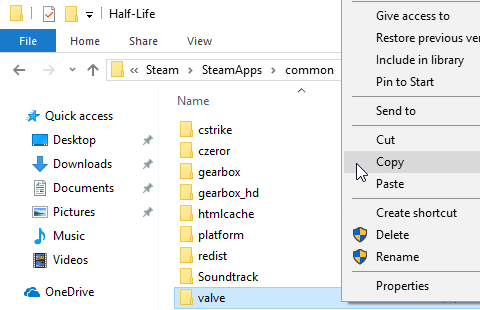 Half-Life
File
Home
Share
View
Steam
SteamApps
common
Name
Quick access
Desktop
Downloads
Documents
Pictures
Music
Videos
OneDrive
cstrike
czeror
gearbox
gearbox_hd
htmlcache
platform
redist
Soundtrack
valve
Give access to
Restore previous ver
Include in library
Pin to Start
Send to
Cut
Copy
Paste
Create shortcut
Delete
Rename
Properties